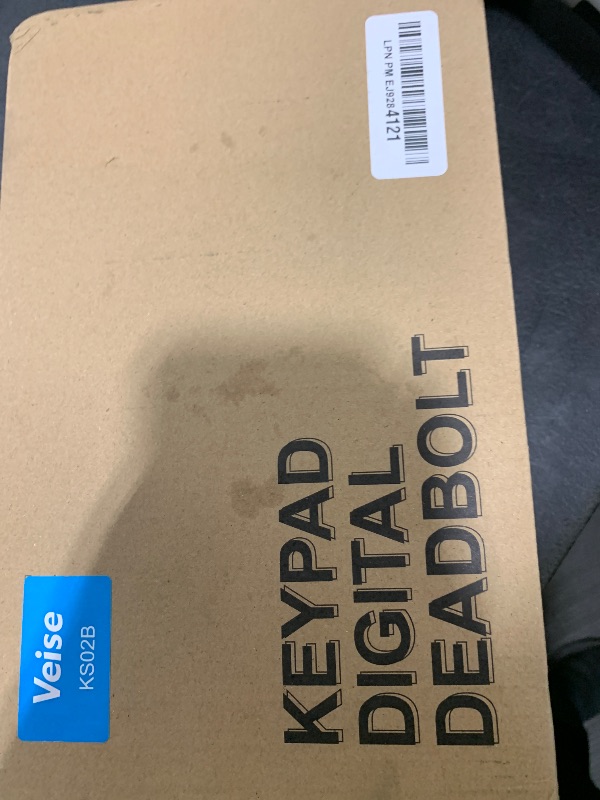 Veise
KS02B
KEYPAD
DIGITAL
DEADBOLT
LPN PM EJ9284121